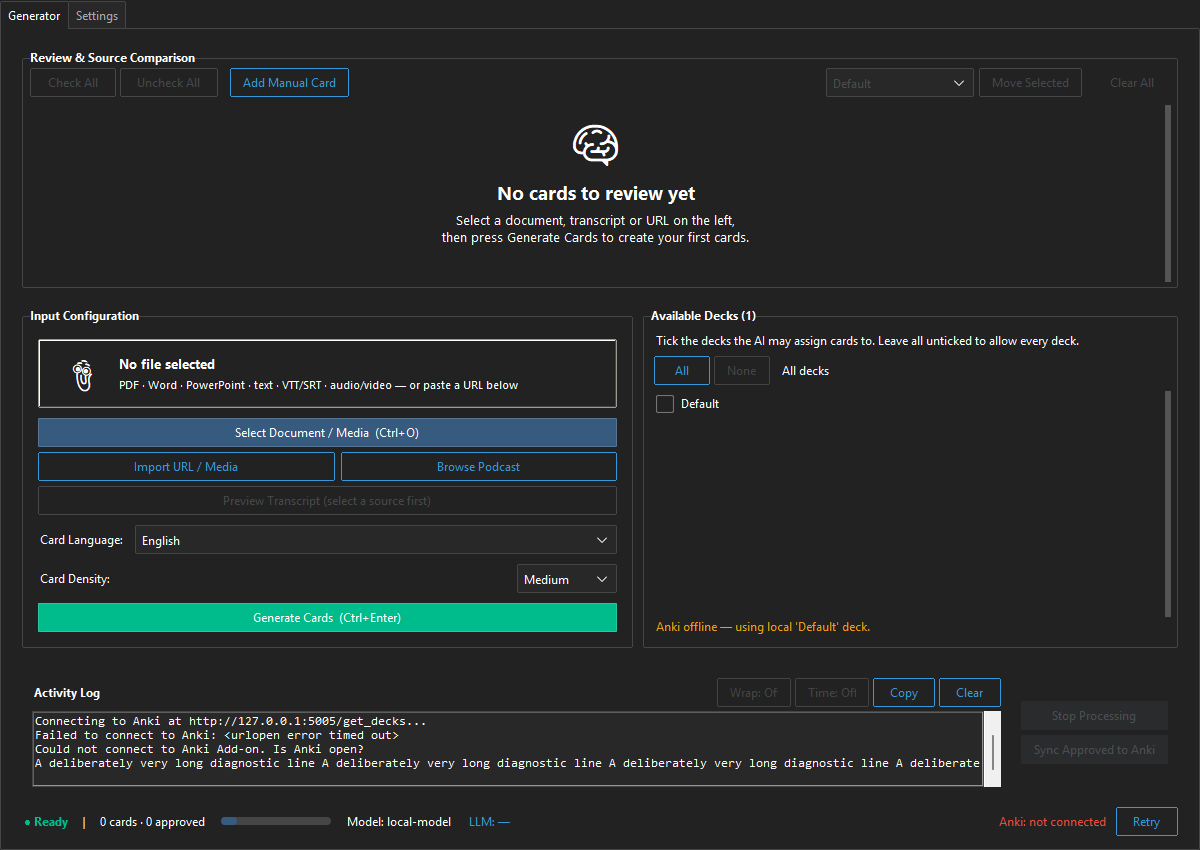 Generator Settings
Review & Source Comparison
Check All Uncheck All Add Manual Card Default Move Selected Clear All
No cards to review yet
Select a document, transcript or URL on the left,
then press Generate Cards to create your first cards.
Input Configuration
No file selected
PDF · Word · PowerPoint · text · VTT/SRT · audio/video — or paste a URL below
Select Document / Media (Ctrl+O)
Import URL / Media Browse Podcast
Preview Transcript (select a source first)
Card Language: English
Card Density: Medium
Generate Cards (Ctrl+Enter)
Available Decks (1)
Tick the decks the AI may assign cards to. Leave all unticked to allow every deck.
All None All decks
Default
Anki offline — using local 'Default' deck.
Activity Log
Wrap: Of Time: Off Copy Clear
Connecting to Anki at http://127.0.0.1:5005/get_decks...
Failed to connect to Anki: <urlopen error timed out>
Could not connect to Anki Add-on. Is Anki open?
A deliberately very long diagnostic line A deliberately very long diagnostic line A deliberately very long diagnostic line A deliberate
Stop Processing
Sync Approved to Anki
Ready | 0 cards · 0 approved Model: local-model LLM: — Anki: not connected Retry